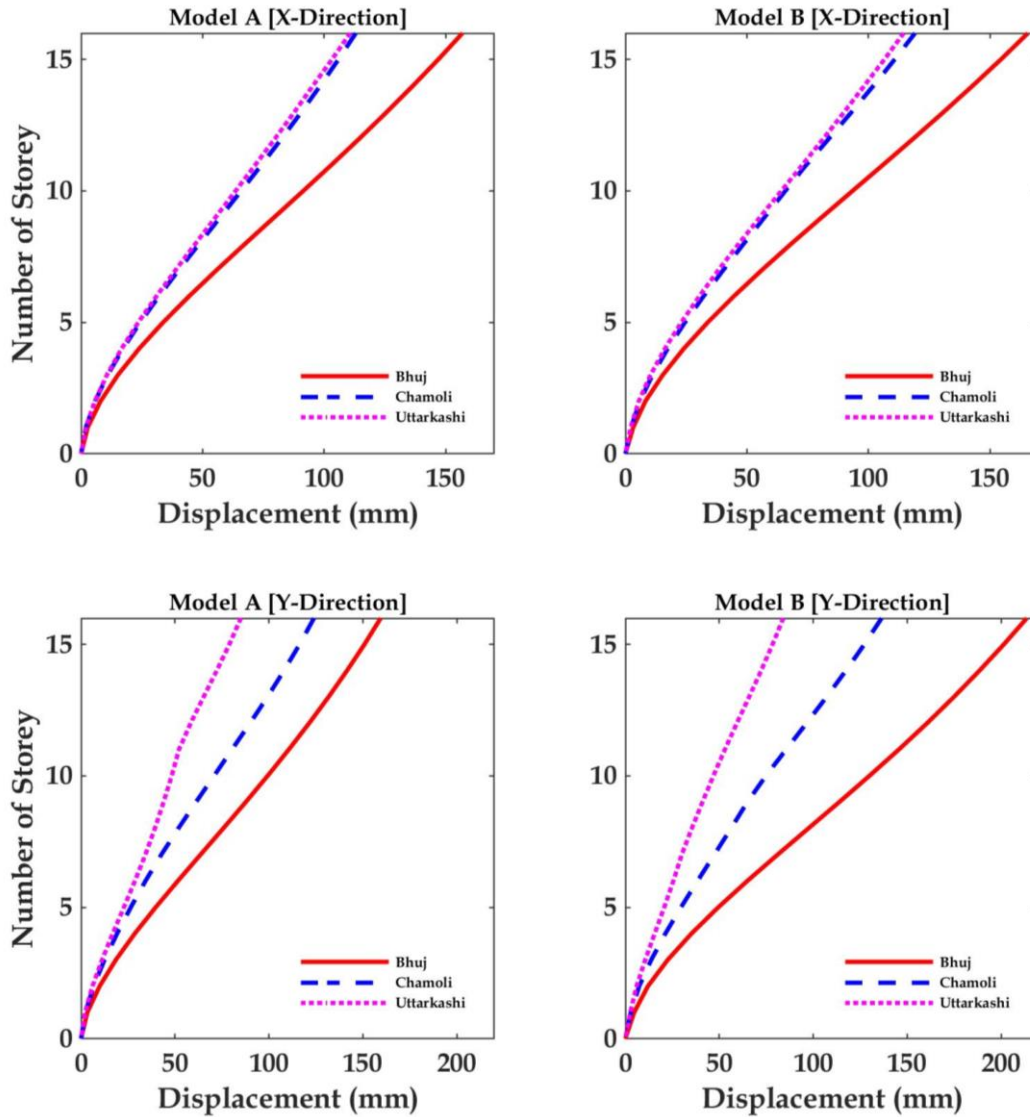 Model A [X-Direction]
Number of Storey
15
10
5
0
0 50 100 150
Displacement (mm)
Bhuj
Chamoli
Uttarkashi
Model B [X-Direction]
15
10
5
0
0 50 100 150
Displacement (mm)
Bhuj
Chamoli
Uttarkashi
Model A [Y-Direction]
Number of Storey
15
10
5
0
0 50 100 150 200
Displacement (mm)
Bhuj
Chamoli
Uttarkashi
Model B [Y-Direction]
15
10
5
0
0 50 100 150 200
Displacement (mm)
Bhuj
Chamoli
Uttarkashi